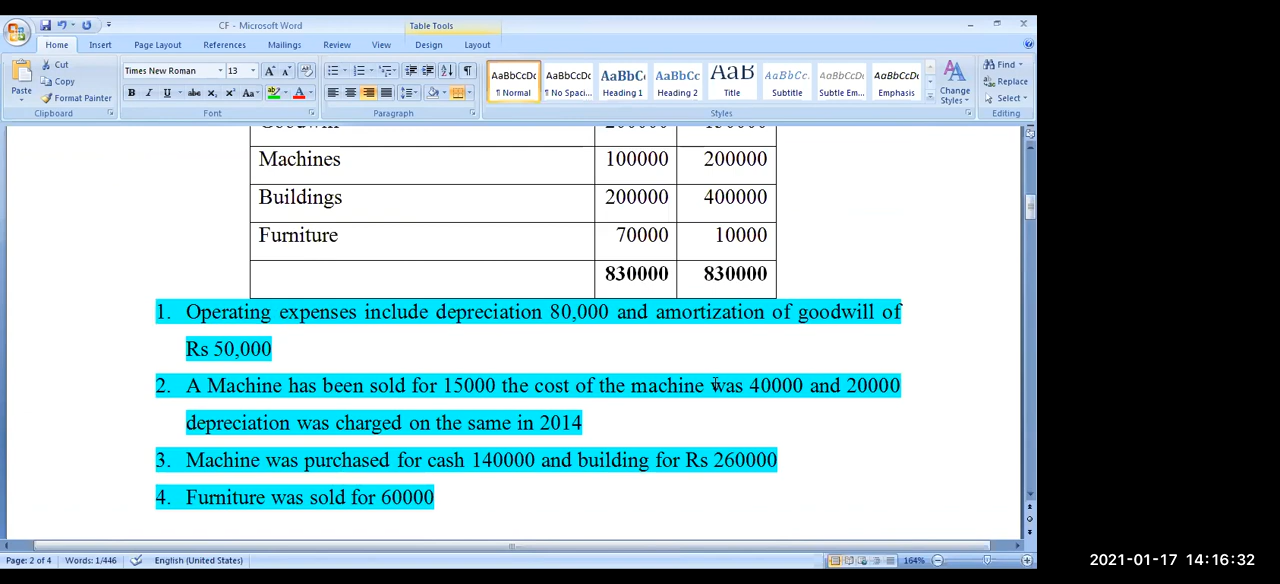 CF - Microsoft Word
Table Tools
Home Insert Page Layout References Mailings Review View Design Layout
Cut
Copy
Format Painter
Paste
Clipboard
Times New Roman 13
Font
Paragraph
AaBbCcDc AaBbCcDc AaBbC AaBbCc AaB AaBbCc. AaBbCcDc AaBbCcDc
¶ Normal ¶ No Spaci... Heading 1 Heading 2 Title Subtitle Subtle Em... Emphasis
Change Styles
Styles
Find
Replace
Select
Editing
Machines 100000 200000
Buildings 200000 400000
Furniture 70000 10000
830000 830000
1. Operating expenses include depreciation 80,000 and amortization of goodwill of
Rs 50,000
2. A Machine has been sold for 15000 the cost of the machine was 40000 and 20000
depreciation was charged on the same in 2014
3. Machine was purchased for cash 140000 and building for Rs 260000
4. Furniture was sold for 60000
Page: 2 of 4 Words: 1/446 English (United States) 164%
2021-01-17 14:16:32